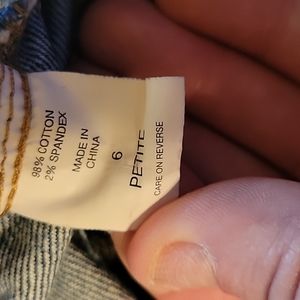 98% COTTON
2% SPANDEX
MADE IN
CHINA
6
PETITE
CARE ON REVERSE